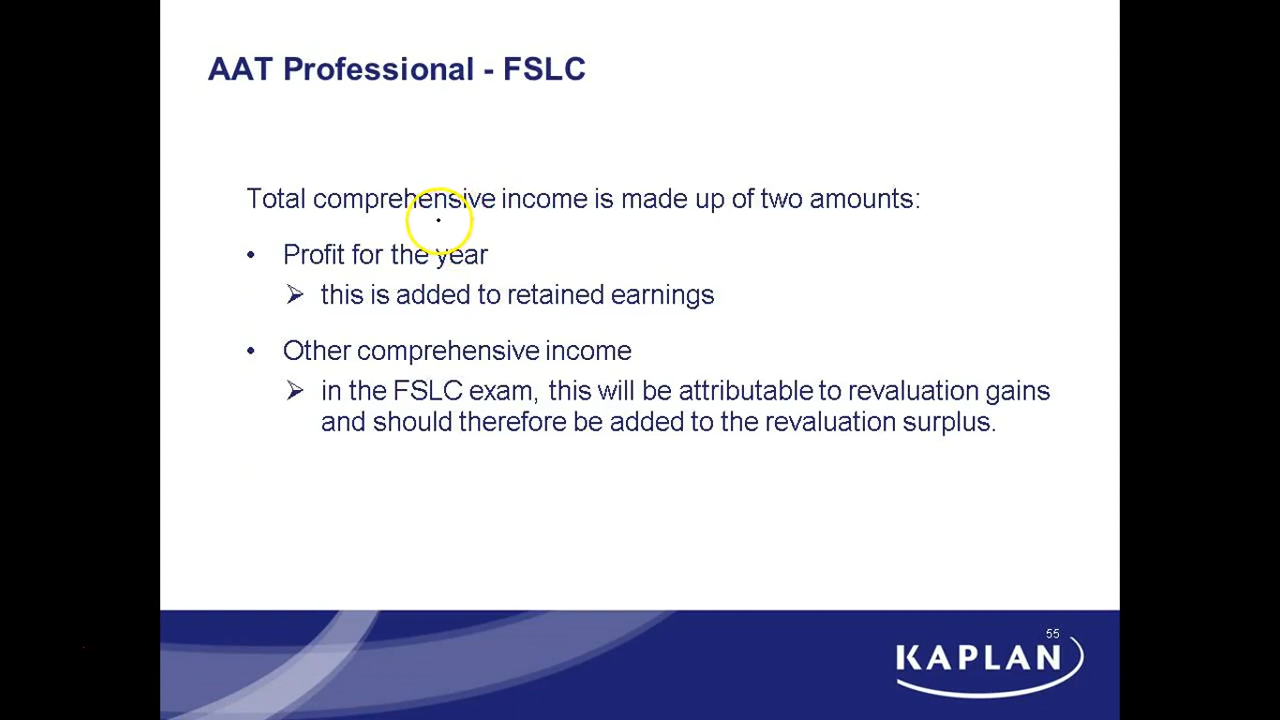 AAT Professional - FSLC
Total comprehensive income is made up of two amounts:
• Profit for the year
➢ this is added to retained earnings
• Other comprehensive income
➢ in the FSLC exam, this will be attributable to revaluation gains
and should therefore be added to the revaluation surplus.
55
KAPLAN